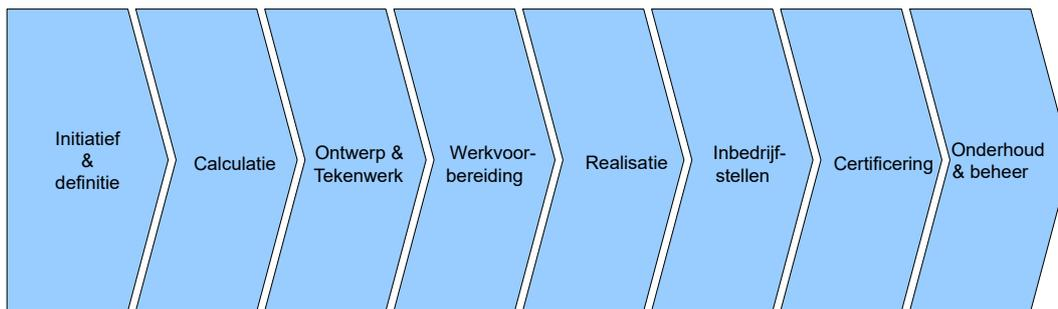 Initiatief
&
definitie
Calculatie
Ontwerp &
Tekenwerk
Werkvoor-
bereiding
Realisatie
Inbedrijf-
stellen
Certificering
Onderhoud
& beheer